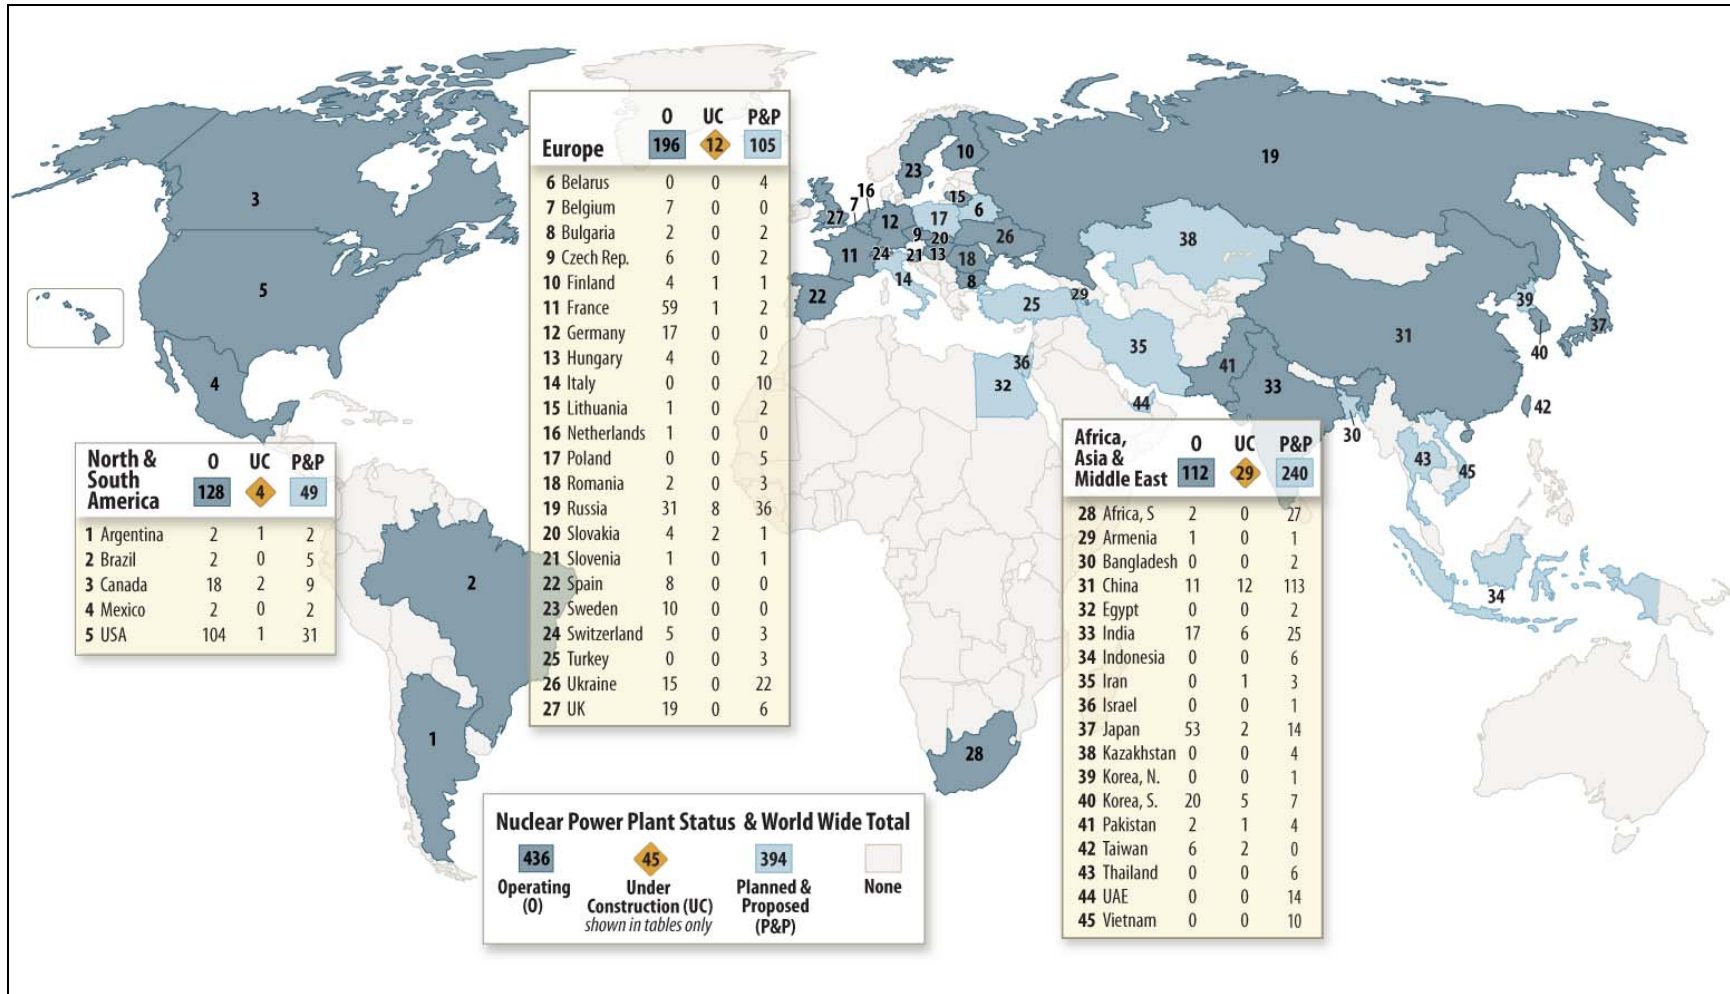 O UC P&P
Europe 196 12 105
6 Belarus 0 0 4
7 Belgium 7 0 0
8 Bulgaria 2 0 2
9 Czech Rep. 6 0 2
10 Finland 4 1 1
11 France 59 1 2
12 Germany 17 0 0
13 Hungary 4 0 2
14 Italy 0 0 10
15 Lithuania 1 0 2
16 Netherlands 1 0 0
17 Poland 0 0 5
18 Romania 2 0 3
19 Russia 31 8 36
20 Slovakia 4 2 1
21 Slovenia 1 0 1
22 Spain 8 0 0
23 Sweden 10 0 0
24 Switzerland 5 0 3
25 Turkey 0 0 3
26 Ukraine 15 0 22
27 UK 19 0 6
North & South America O UC P&P
128 4 49
1 Argentina 2 1 2
2 Brazil 2 0 5
3 Canada 18 2 9
4 Mexico 2 0 2
5 USA 104 1 31
Africa, Asia & Middle East O UC P&P
112 29 240
28 Africa, S 2 0 27
29 Armenia 1 0 1
30 Bangladesh 0 0 2
31 China 11 12 113
32 Egypt 0 0 2
33 India 17 6 25
34 Indonesia 0 0 6
35 Iran 0 1 3
36 Israel 0 0 1
37 Japan 53 2 14
38 Kazakhstan 0 0 4
39 Korea, N. 0 0 1
40 Korea, S. 20 5 7
41 Pakistan 2 1 4
42 Taiwan 6 2 0
43 Thailand 0 0 6
44 UAE 0 0 14
45 Vietnam 0 0 10
Nuclear Power Plant Status & World Wide Total
436 45 394
Operating (O)
Under Construction (UC)
shown in tables only
Planned & Proposed (P&P)
None
3
5
4
2
1
23
10
19
16
7
27
12
15
6
17
9
20
26
11
24
21
13
18
14
8
22
25
29
38
39
37
40
31
35
36
32
41
33
44
42
30
43
45
34
28